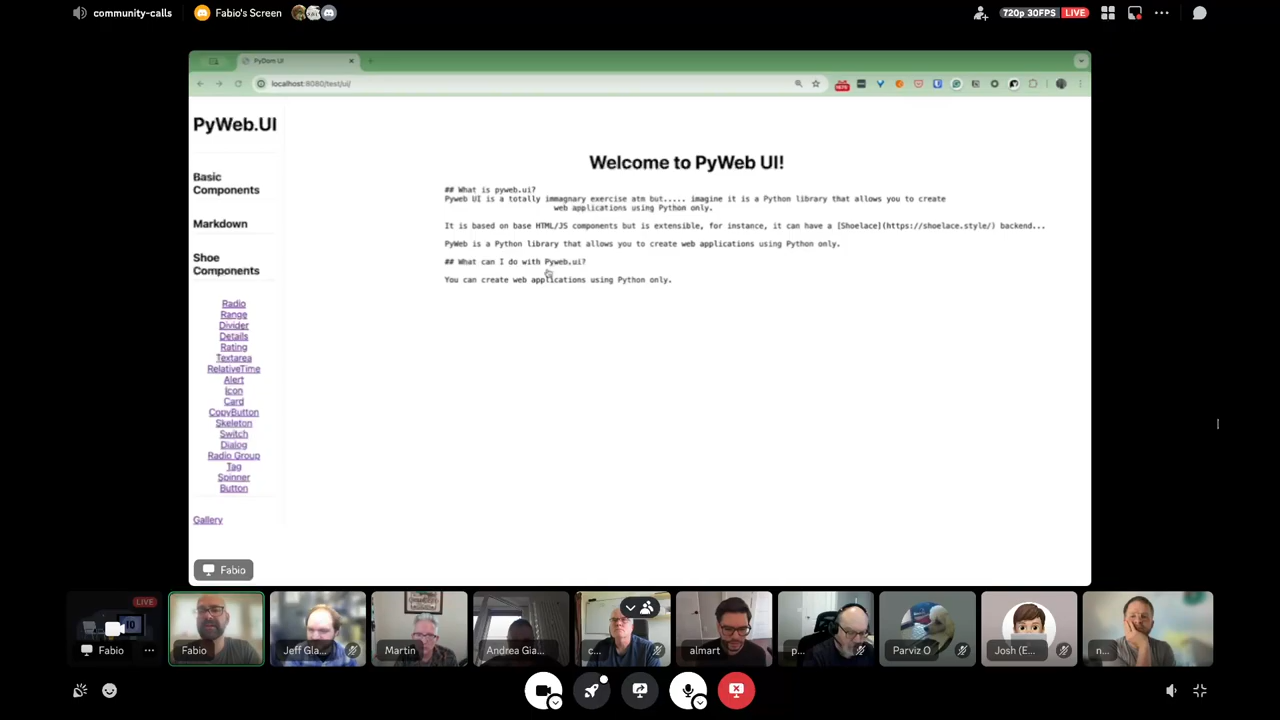 community-calls
Fabio's Screen
720p 30FPS LIVE
PyDom UI
localhost:8080/test/ui/
PyWeb.UI
Basic
Components
Markdown
Shoe
Components
Radio
Range
Divider
Details
Rating
Textarea
RelativeTime
Alert
Icon
Card
CopyButton
Skeleton
Switch
Dialog
Radio Group
Tag
Spinner
Button
Gallery
Welcome to PyWeb UI!
## What is pyweb.ui?
Pyweb UI is a totally immagnary exercise atm but..... imagine it is a Python library that allows you to create
web applications using Python only.
It is based on base HTML/JS components but is extensible, for instance, it can have a [Shoelace](https://shoelace.style/) backend...
PyWeb is a Python library that allows you to create web applications using Python only.
## What can I do with Pyweb.ui?
You can create web applications using Python only.
Fabio
LIVE
Fabio
Fabio
Jeff Gla...
Martin
Andrea Gia...
c...
almart
p...
Parviz O
Josh (E...
n...